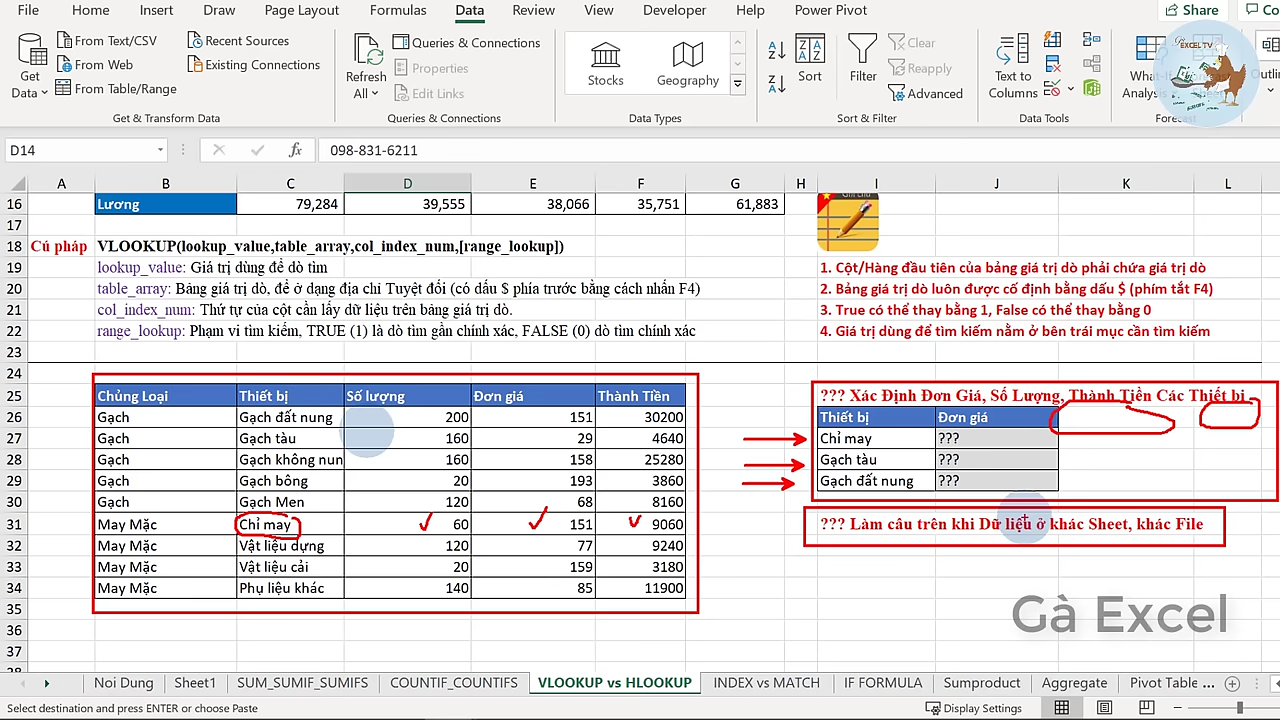 File Home Insert Draw Page Layout Formulas Data Review View Developer Help Power Pivot Share Co
Get Data
From Text/CSV
From Web
From Table/Range
Recent Sources
Existing Connections
Get & Transform Data
Refresh All
Queries & Connections
Properties
Edit Links
Queries & Connections
Stocks
Geography
Data Types
Sort
Filter
Clear
Reapply
Advanced
Sort & Filter
Text to Columns
Data Tools
What-If Analysis
Forecast
EXCEL TV
D14 fx 098-831-6211
A B C D E F G H I J K L
16 Lương 79,284 39,555 38,066 35,751 61,883
17
18 Cú pháp VLOOKUP(lookup_value,table_array,col_index_num,[range_lookup])
19 lookup_value: Giá trị dùng để dò tìm 1. Cột/Hàng đầu tiên của bảng giá trị dò phải chứa giá trị dò
20 table_array: Bảng giá trị dò, để ở dạng địa chỉ Tuyệt đối (có dấu $ phía trước bằng cách nhấn F4) 2. Bảng giá trị dò luôn được cố định bằng dấu $ (phím tắt F4)
21 col_index_num: Thứ tự của cột cần lấy dữ liệu trên bảng giá trị dò. 3. True có thể thay bằng 1, False có thể thay bằng 0
22 range_lookup: Phạm vi tìm kiếm, TRUE (1) là dò tìm gần chính xác, FALSE (0) dò tìm chính xác 4. Giá trị dùng để tìm kiếm nằm ở bên trái mục cần tìm kiếm
23
24
25 Chủng Loại Thiết bị Số lượng Đơn giá Thành Tiền ??? Xác Định Đơn Giá, Số Lượng, Thành Tiền Các Thiết bị
26 Gạch Gạch đất nung 200 151 30200 Thiết bị Đơn giá
27 Gạch Gạch tàu 160 29 4640 Chỉ may ???
28 Gạch Gạch không nun 160 158 25280 Gạch tàu ???
29 Gạch Gạch bông 20 193 3860 Gạch đất nung ???
30 Gạch Gạch Men 120 68 8160
31 May Mặc Chỉ may 60 151 9060 ??? Làm câu trên khi Dữ liệu ở khác Sheet, khác File
32 May Mặc Vật liệu dựng 120 77 9240
33 May Mặc Vật liệu cài 20 159 3180
34 May Mặc Phụ liệu khác 140 85 11900
35
36 Gà Excel
37
Noi Dung Sheet1 SUM_SUMIF_SUMIFS COUNTIF_COUNTIFS VLOOKUP vs HLOOKUP INDEX vs MATCH IF FORMULA Sumproduct Aggregate Pivot Table ...
Select destination and press ENTER or choose Paste Display Settings